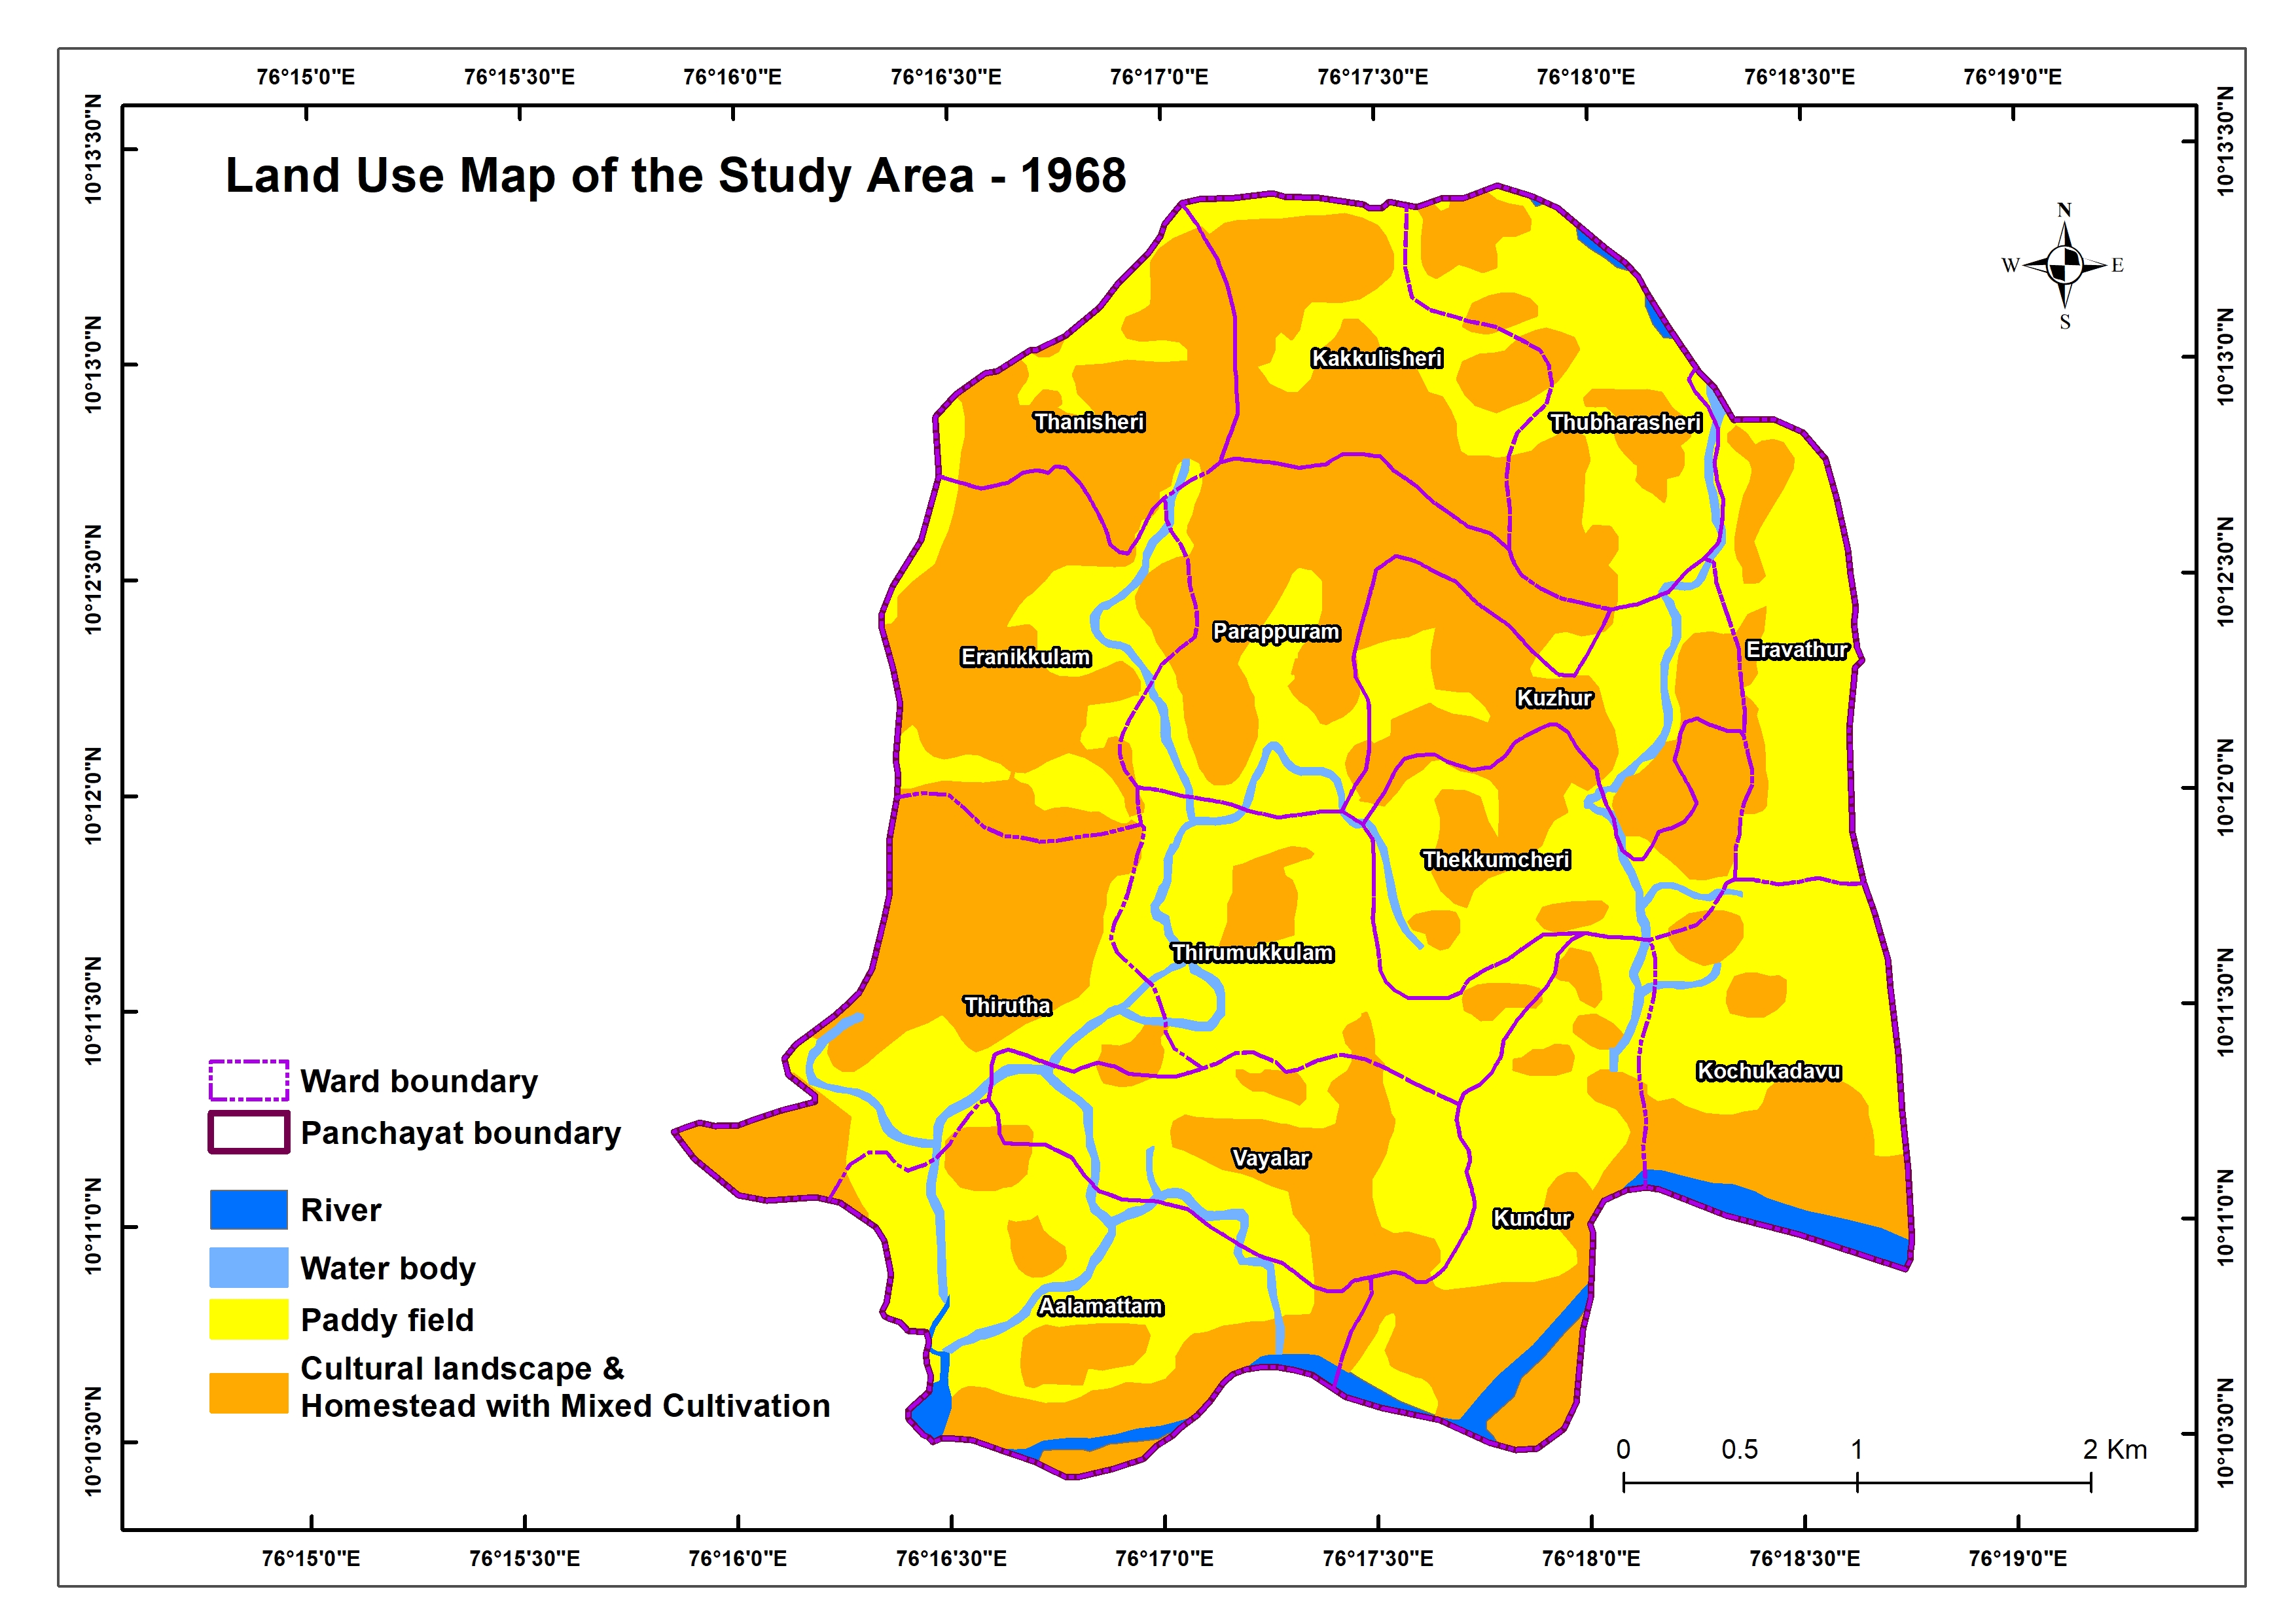 76°15'0"E 76°15'30"E 76°16'0"E 76°16'30"E 76°17'0"E 76°17'30"E 76°18'0"E 76°18'30"E 76°19'0"E
10°13'30"N
10°13'30"N
Land Use Map of the Study Area - 1968
N
W E
S
10°13'0"N
10°13'0"N
Kakkulisheri
Thanisheri
Thubharasheri
10°12'30"N
10°12'30"N
Parappuram
Eranikkulam
Eravathur
Kuzhur
10°12'0"N
10°12'0"N
Thekkumcheri
Thirumukkulam
10°11'30"N
10°11'30"N
Thirutha
Kochukadavu
Ward boundary
Panchayat boundary
Vayalar
River
Kundur
10°11'0"N
10°11'0"N
Water body
Aalamattam
Paddy field
Cultural landscape &
Homestead with Mixed Cultivation
10°10'30"N
10°10'30"N
0 0.5 1 2 Km
76°15'0"E 76°15'30"E 76°16'0"E 76°16'30"E 76°17'0"E 76°17'30"E 76°18'0"E 76°18'30"E 76°19'0"E